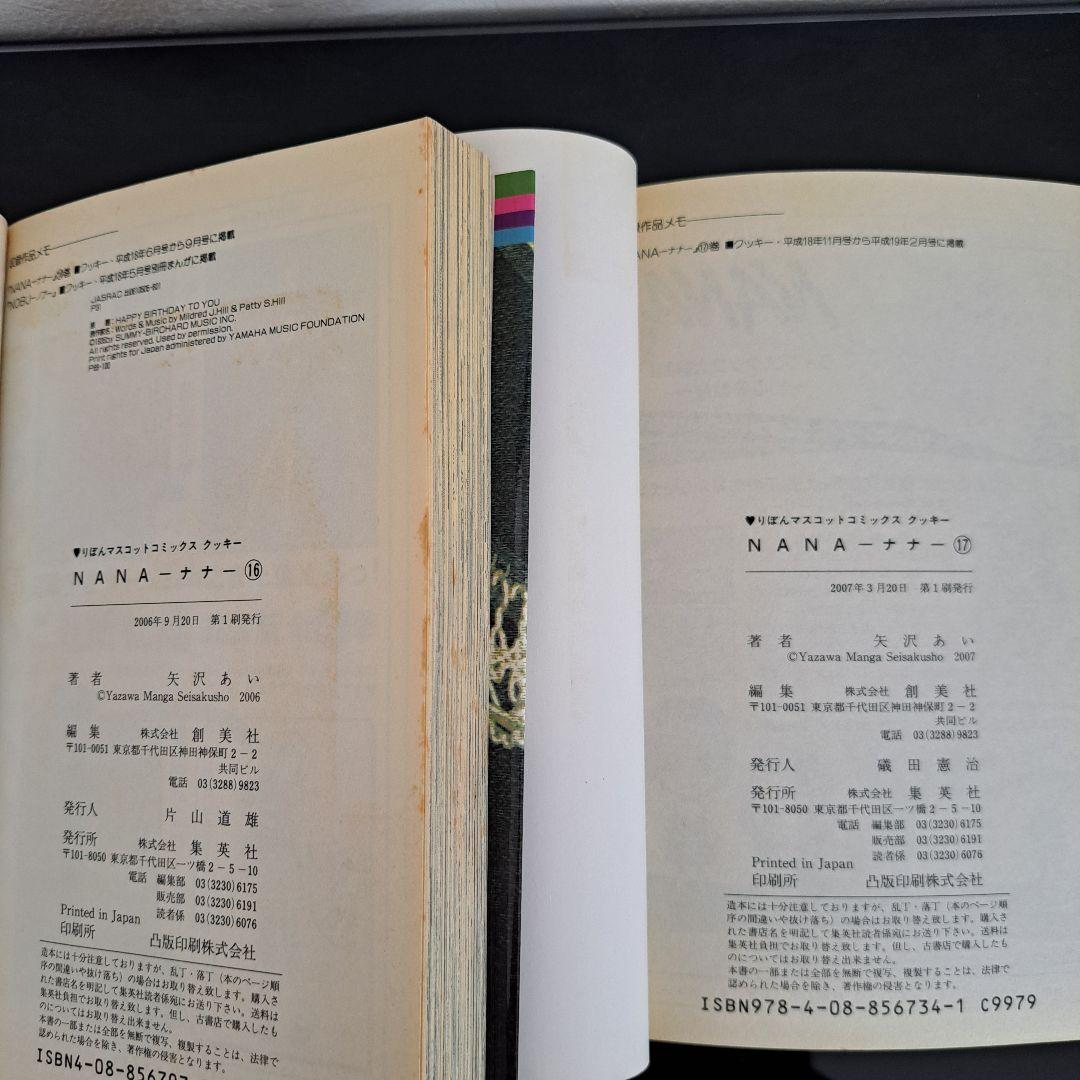 収録作品メモ
『NANA―ナナ―』⑯巻 ■クッキー・平成18年6月号から9月号に掲載
『NOBU―ノブ―』■クッキー・平成18年5月号別冊まんがに掲載
JASRAC
原 題:HAPPY BIRTHDAY TO YOU
Words & Music by Mildred J.Hill & Patty S.Hill
SUMMY-BIRCHARD MUSIC INC.
All rights reserved. Used by permission.
Print rights for Japan administered by YAMAHA MUSIC FOUNDATION
♥りぼんマスコットコミックス クッキー
NANA―ナナ―⑯
2006年9月20日 第1刷発行
著者 矢沢あい
©Yazawa Manga Seisakusho 2006
編集 株式会社 創美社
〒101-0051 東京都千代田区神田神保町2-2
共同ビル
電話 03(3288)9823
発行人 片山道雄
発行所 株式会社 集英社
〒101-8050 東京都千代田区一ツ橋2-5-10
電話 編集部 03(3230)6175
販売部 03(3230)6191
読者係 03(3230)6076
Printed in Japan
印刷所 凸版印刷株式会社
造本には十分注意しておりますが、乱丁・落丁(本のページ順
序の間違いや抜け落ち)の場合はお取り替え致します。購入さ
れた書店名を明記して集英社読者係宛にお送り下さい。送料は
集英社負担でお取り替え致します。但し、古書店で購入したも
のについてはお取り替え出来ません。
本書の一部または全部を無断で複写、複製することは、法律で
認められた場合を除き、著作権の侵害となります。
ISBN4-08-856707
録作品メモ
ANA―ナナ―』⑰巻 ■クッキー・平成18年11月号から平成19年2月号に掲載
♥りぼんマスコットコミックス クッキー
NANA―ナナ―⑰
2007年3月20日 第1刷発行
著者 矢沢あい
©Yazawa Manga Seisakusho 2007
編集 株式会社 創美社
〒101-0051 東京都千代田区神田神保町2-2
共同ビル
電話 03(3288)9823
発行人 礒田憲治
発行所 株式会社 集英社
〒101-8050 東京都千代田区一ツ橋2-5-10
電話 編集部 03(3230)6175
販売部 03(3230)6191
読者係 03(3230)6076
Printed in Japan
印刷所 凸版印刷株式会社
造本には十分注意しておりますが、乱丁・落丁(本のページ順
序の間違いや抜け落ち)の場合はお取り替え致します。購入さ
れた書店名を明記して集英社読者係宛にお送り下さい。送料は
集英社負担でお取り替え致します。但し、古書店で購入したも
のについてはお取り替え出来ません。
本書の一部または全部を無断で複写、複製することは、法律で
認められた場合を除き、著作権の侵害となります。
ISBN978-4-08-856734-1 C9979